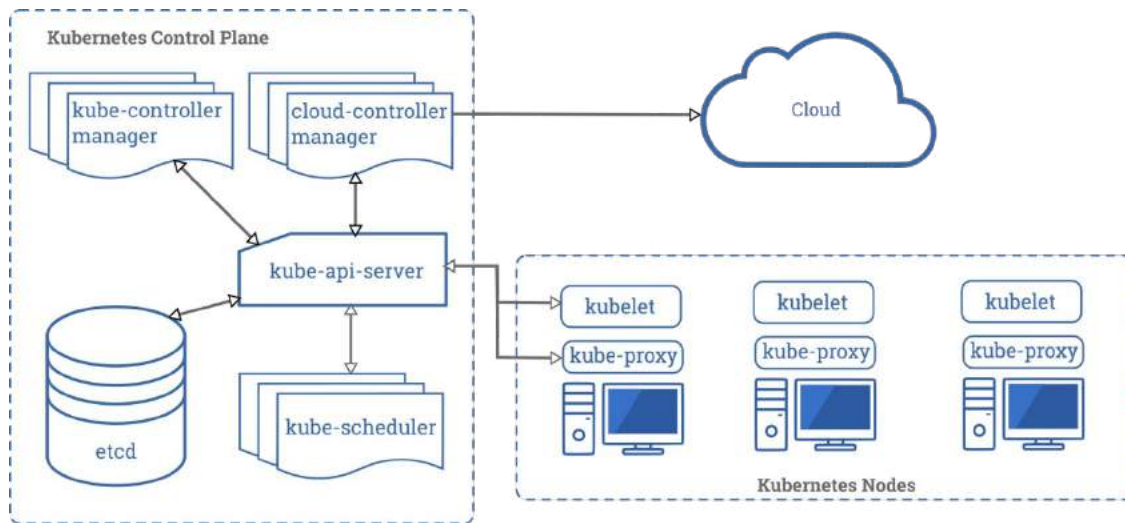 Kubernetes Control Plane
kube-controller
manager
cloud-controller
manager
Cloud
kube-api-server
kubelet
kubelet
kubelet
kube-proxy
kube-proxy
kube-proxy
etcd
kube-scheduler
Kubernetes Nodes